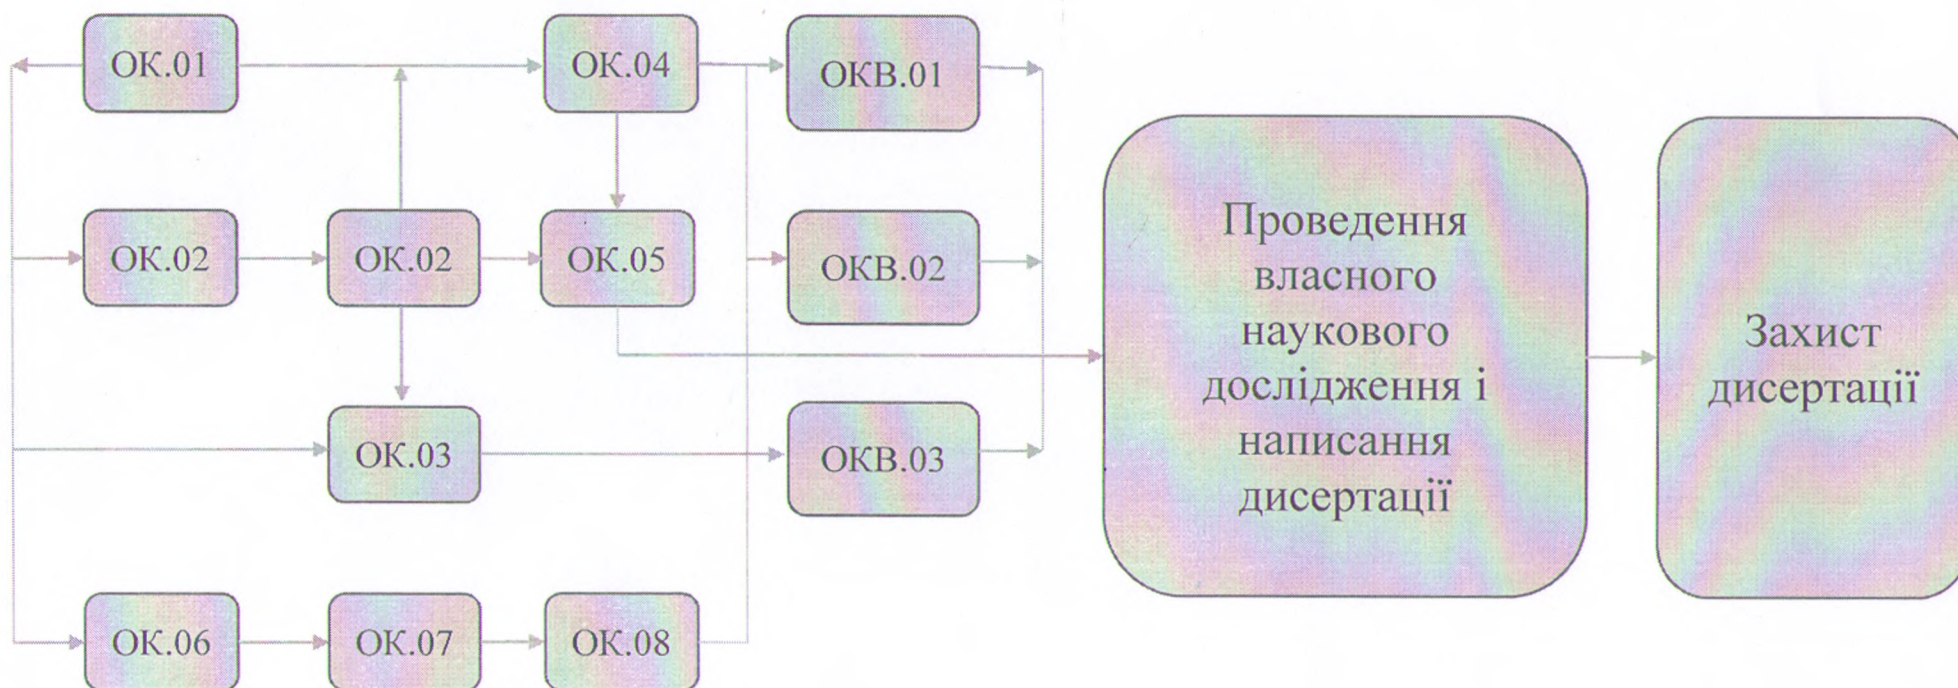 ОК.01
ОК.04
ОКВ.01
ОК.02
ОК.02
ОК.05
ОКВ.02
ОК.03
ОКВ.03
ОК.06
ОК.07
ОК.08
Проведення
власного
наукового
дослідження і
написання
дисертації
Захист
дисертації